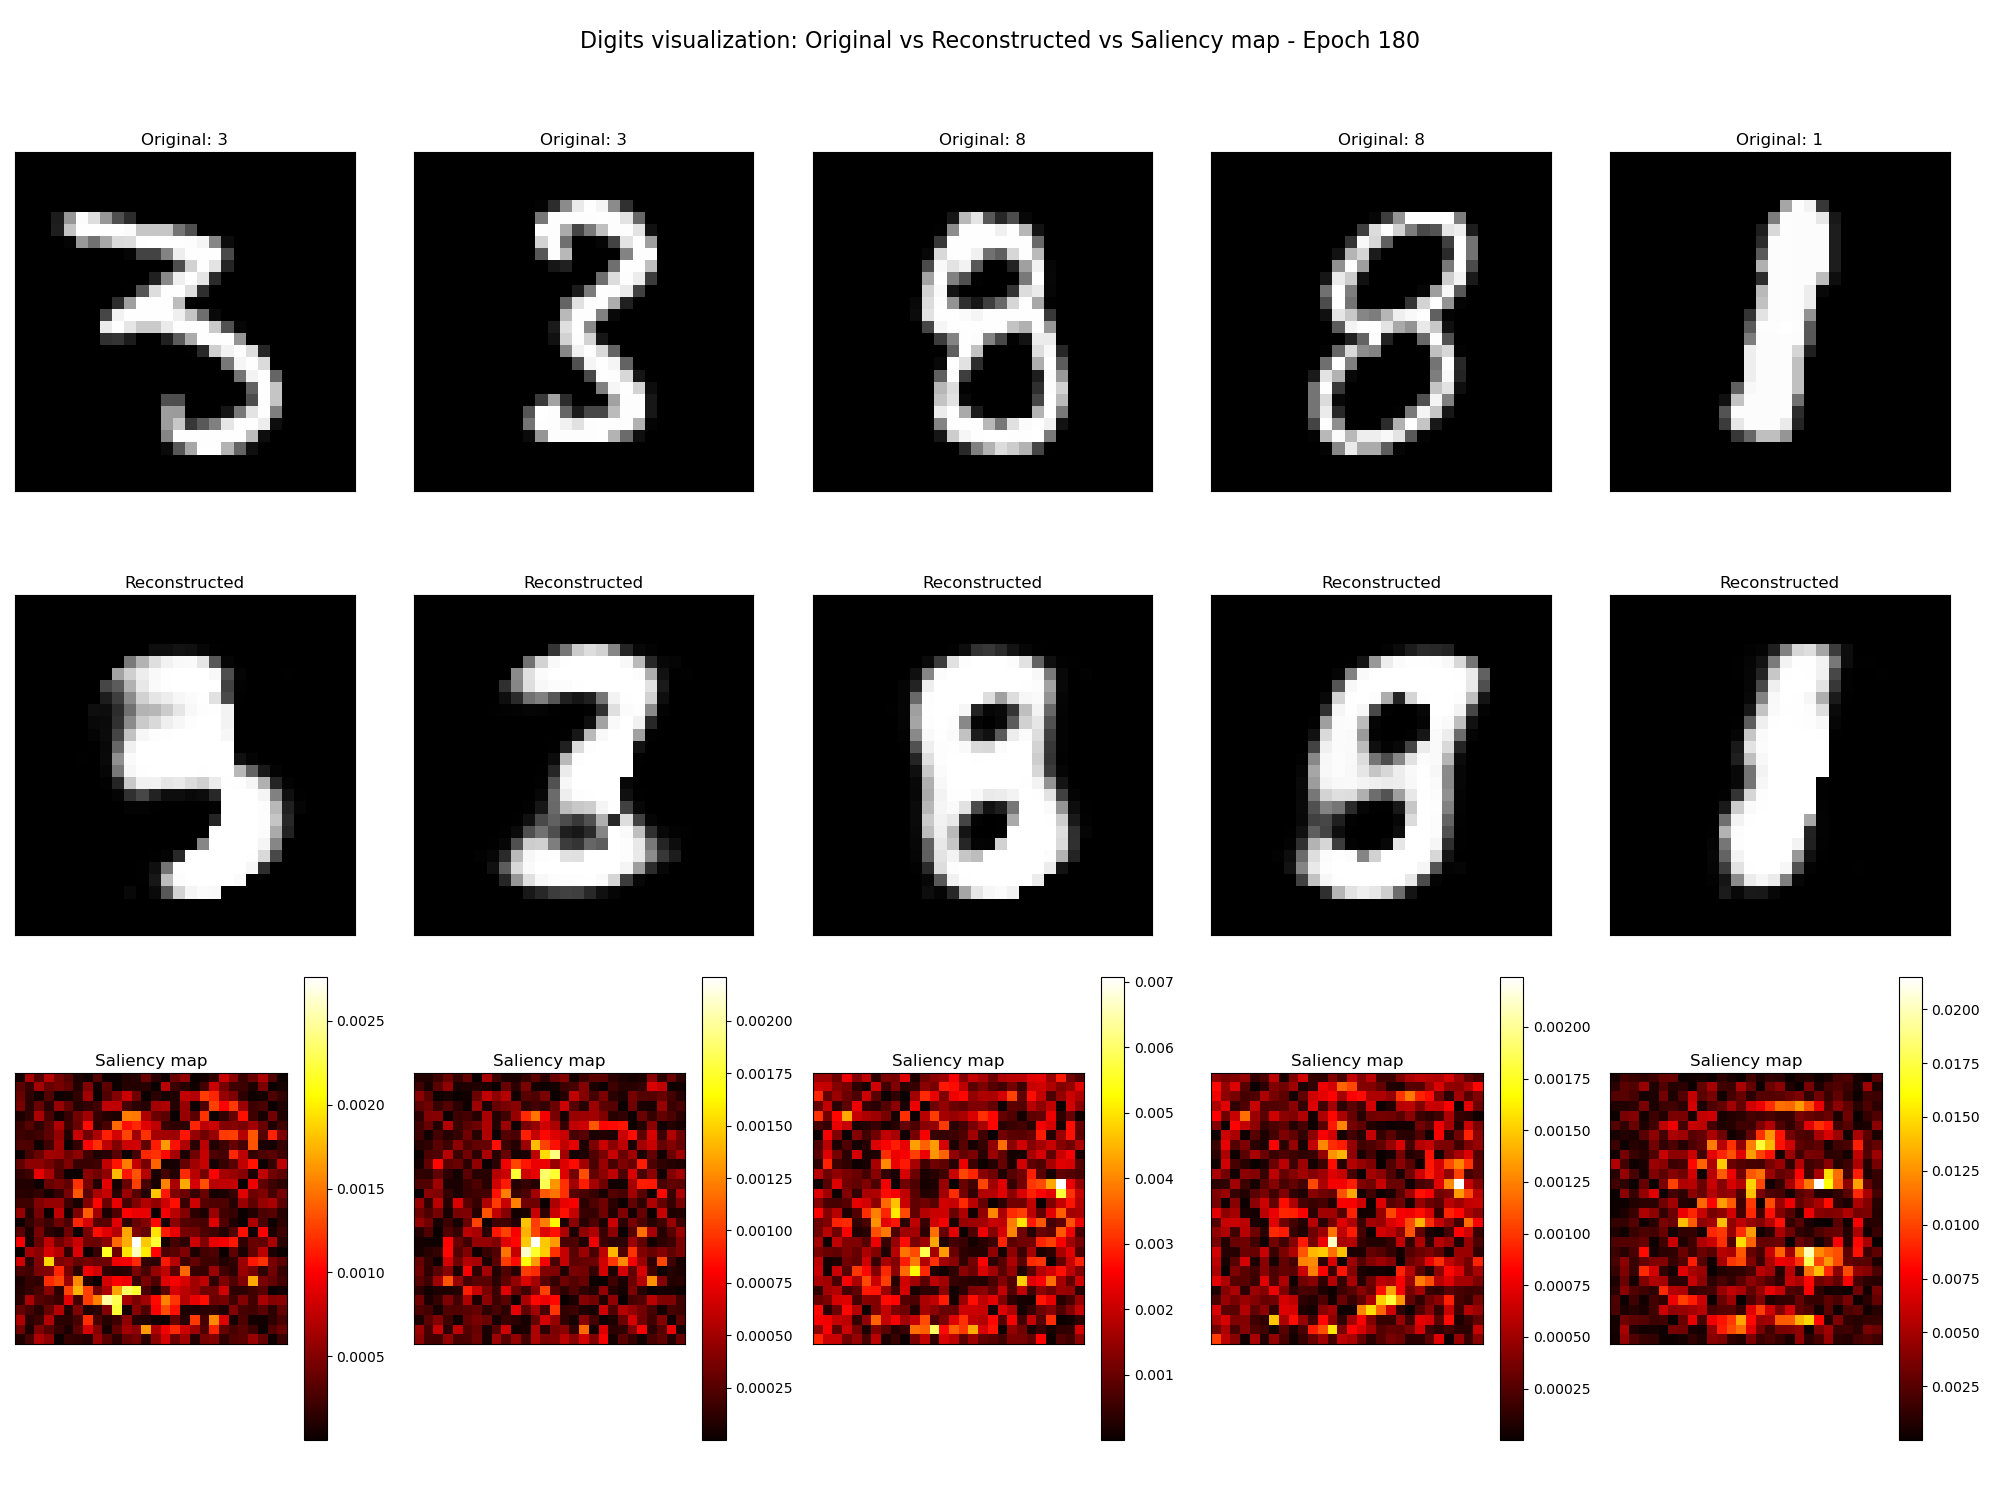 Digits visualization: Original vs Reconstructed vs Saliency map - Epoch 180
Original: 3
Original: 3
Original: 8
Original: 8
Original: 1
Reconstructed
Reconstructed
Reconstructed
Reconstructed
Reconstructed
Saliency map
0.0025
0.0020
0.0015
0.0010
0.0005
Saliency map
0.00200
0.00175
0.00150
0.00125
0.00100
0.00075
0.00050
0.00025
Saliency map
0.007
0.006
0.005
0.004
0.003
0.002
0.001
Saliency map
0.00200
0.00175
0.00150
0.00125
0.00100
0.00075
0.00050
0.00025
Saliency map
0.0200
0.0175
0.0150
0.0125
0.0100
0.0075
0.0050
0.0025